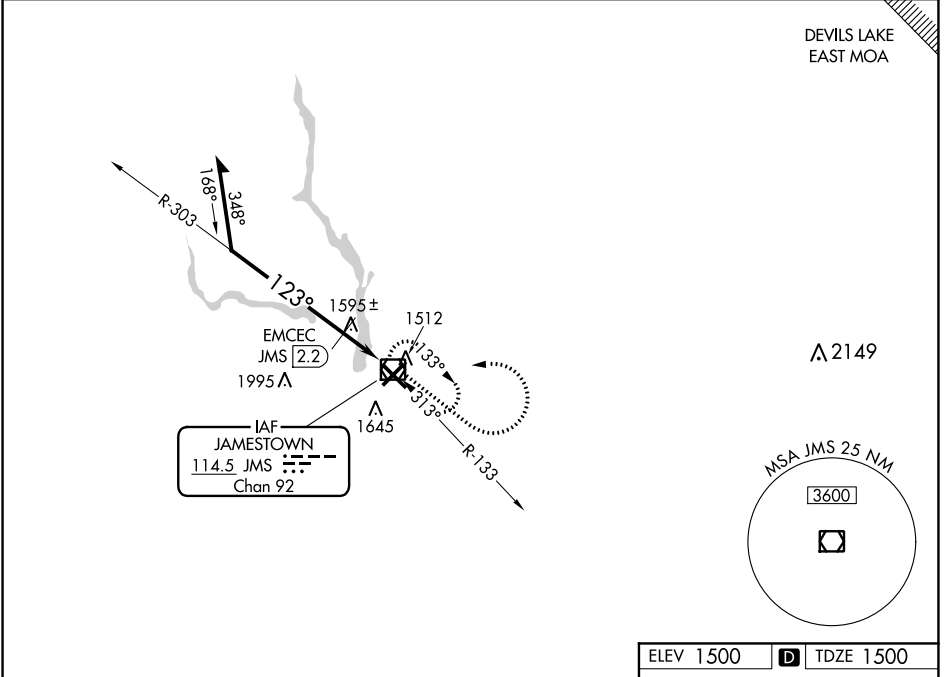 DEVILS LAKE
EAST MOA
R-303
168°
348°
123°
1595±
1512
EMCEC
JMS 2.2
133°
2149
1995
313°
1645
IAF
JAMESTOWN
114.5 JMS
Chan 92
R-133
MSA JMS 25 NM
3600
ELEV 1500 D TDZE 1500